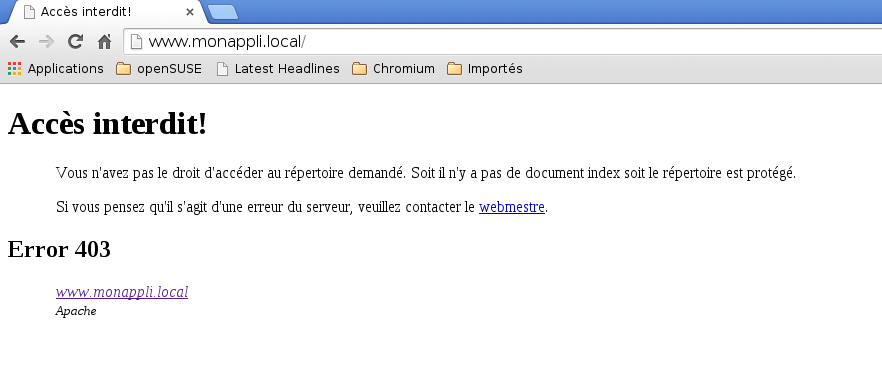 Accès interdit!
www.monappli.local/
Applications openSUSE Latest Headlines Chromium Importés
Accès interdit!
Vous n'avez pas le droit d'accéder au répertoire demandé. Soit il n'y a pas de document index soit le répertoire est protégé.
Si vous pensez qu'il s'agit d'une erreur du serveur, veuillez contacter le webmestre.
Error 403
www.monappli.local
Apache